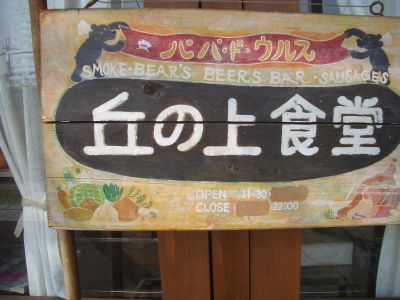 パパ・ド・ウルス
SMOKE・BEAR'S BEERS BAR・SAUSAGES
丘の上食堂
OPEN 11:30
CLOSE 22:00